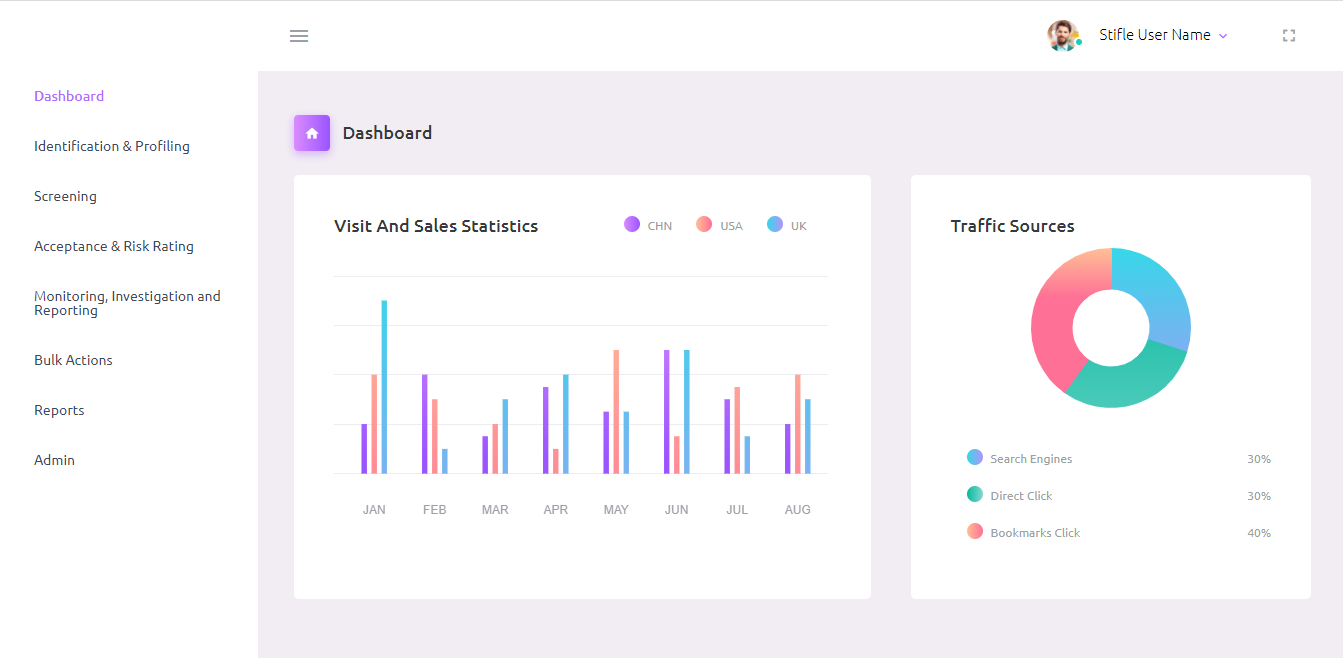 Stifle User Name
Dashboard
Identification & Profiling
Screening
Acceptance & Risk Rating
Monitoring, Investigation and
Reporting
Bulk Actions
Reports
Admin
Dashboard
Visit And Sales Statistics
CHN USA UK
JAN FEB MAR APR MAY JUN JUL AUG
Traffic Sources
Search Engines 30%
Direct Click 30%
Bookmarks Click 40%